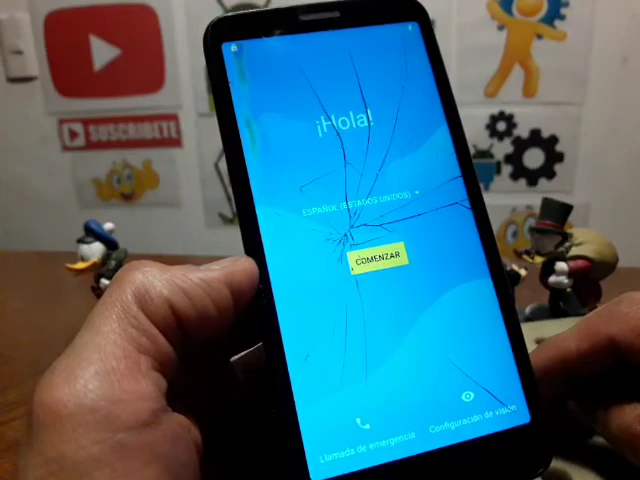 SUSCRIBETE
¡Hola!
ESPAÑOL (ESTADOS UNIDOS)
COMENZAR
Llamada de emergencia
Configuración de visión